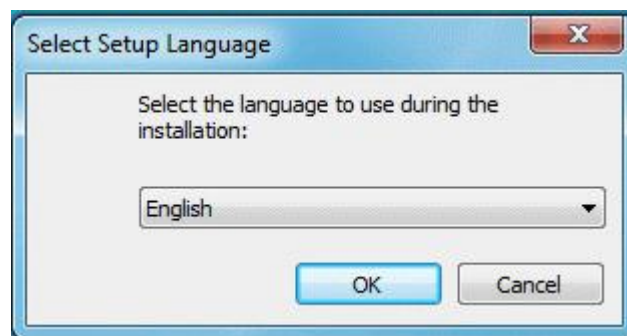 Select Setup Language
Select the language to use during the
installation:
English
OK
Cancel